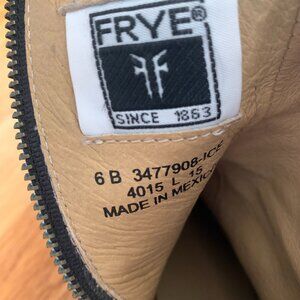 FRYE®
SINCE 1863
6 B 3477908-ICE
4015 L 15
MADE IN MEXICO